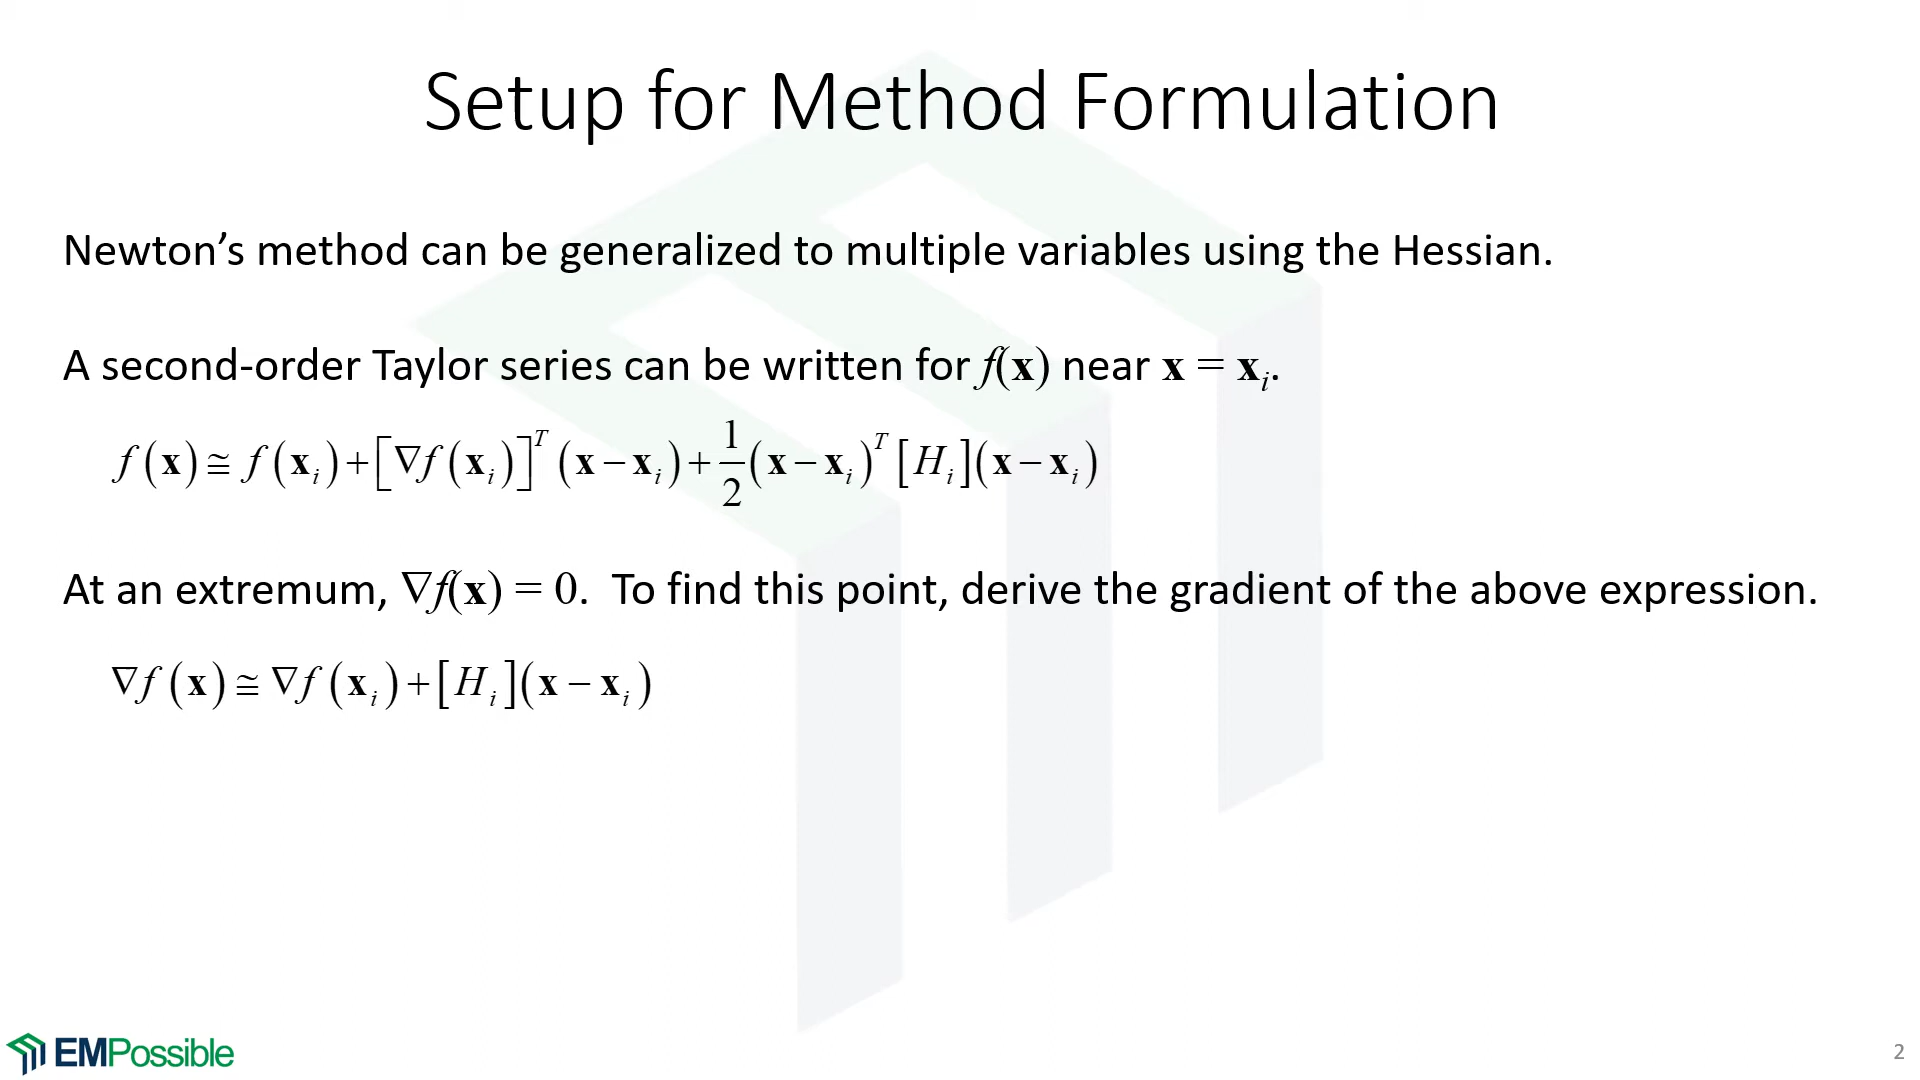 Setup for Method Formulation
Newton’s method can be generalized to multiple variables using the Hessian.
A second-order Taylor series can be written for f(x) near x = xᵢ.
f(x) ≅ f(xᵢ) + [∇f(xᵢ)]ᵀ (x − xᵢ) + 1/2 (x − xᵢ)ᵀ [Hᵢ](x − xᵢ)
At an extremum, ∇f(x) = 0. To find this point, derive the gradient of the above expression.
∇f(x) ≅ ∇f(xᵢ) + [Hᵢ](x − xᵢ)
EMPossible
2